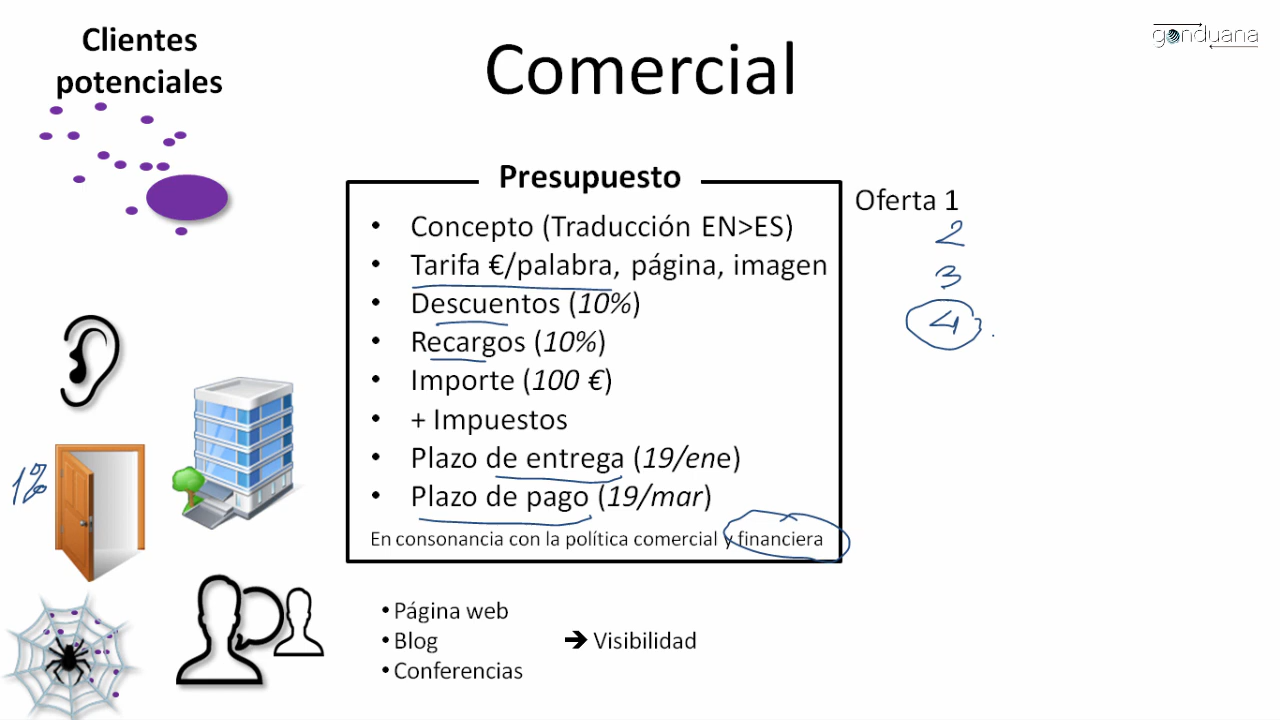 Clientes
potenciales
Comercial
gonduana
Presupuesto
• Concepto (Traducción EN>ES)
• Tarifa €/palabra, página, imagen
• Descuentos (10%)
• Recargos (10%)
• Importe (100 €)
• + Impuestos
• Plazo de entrega (19/ene)
• Plazo de pago (19/mar)
En consonancia con la política comercial y financiera
Oferta 1
2
3
4
1%
• Página web
• Blog ➔ Visibilidad
• Conferencias